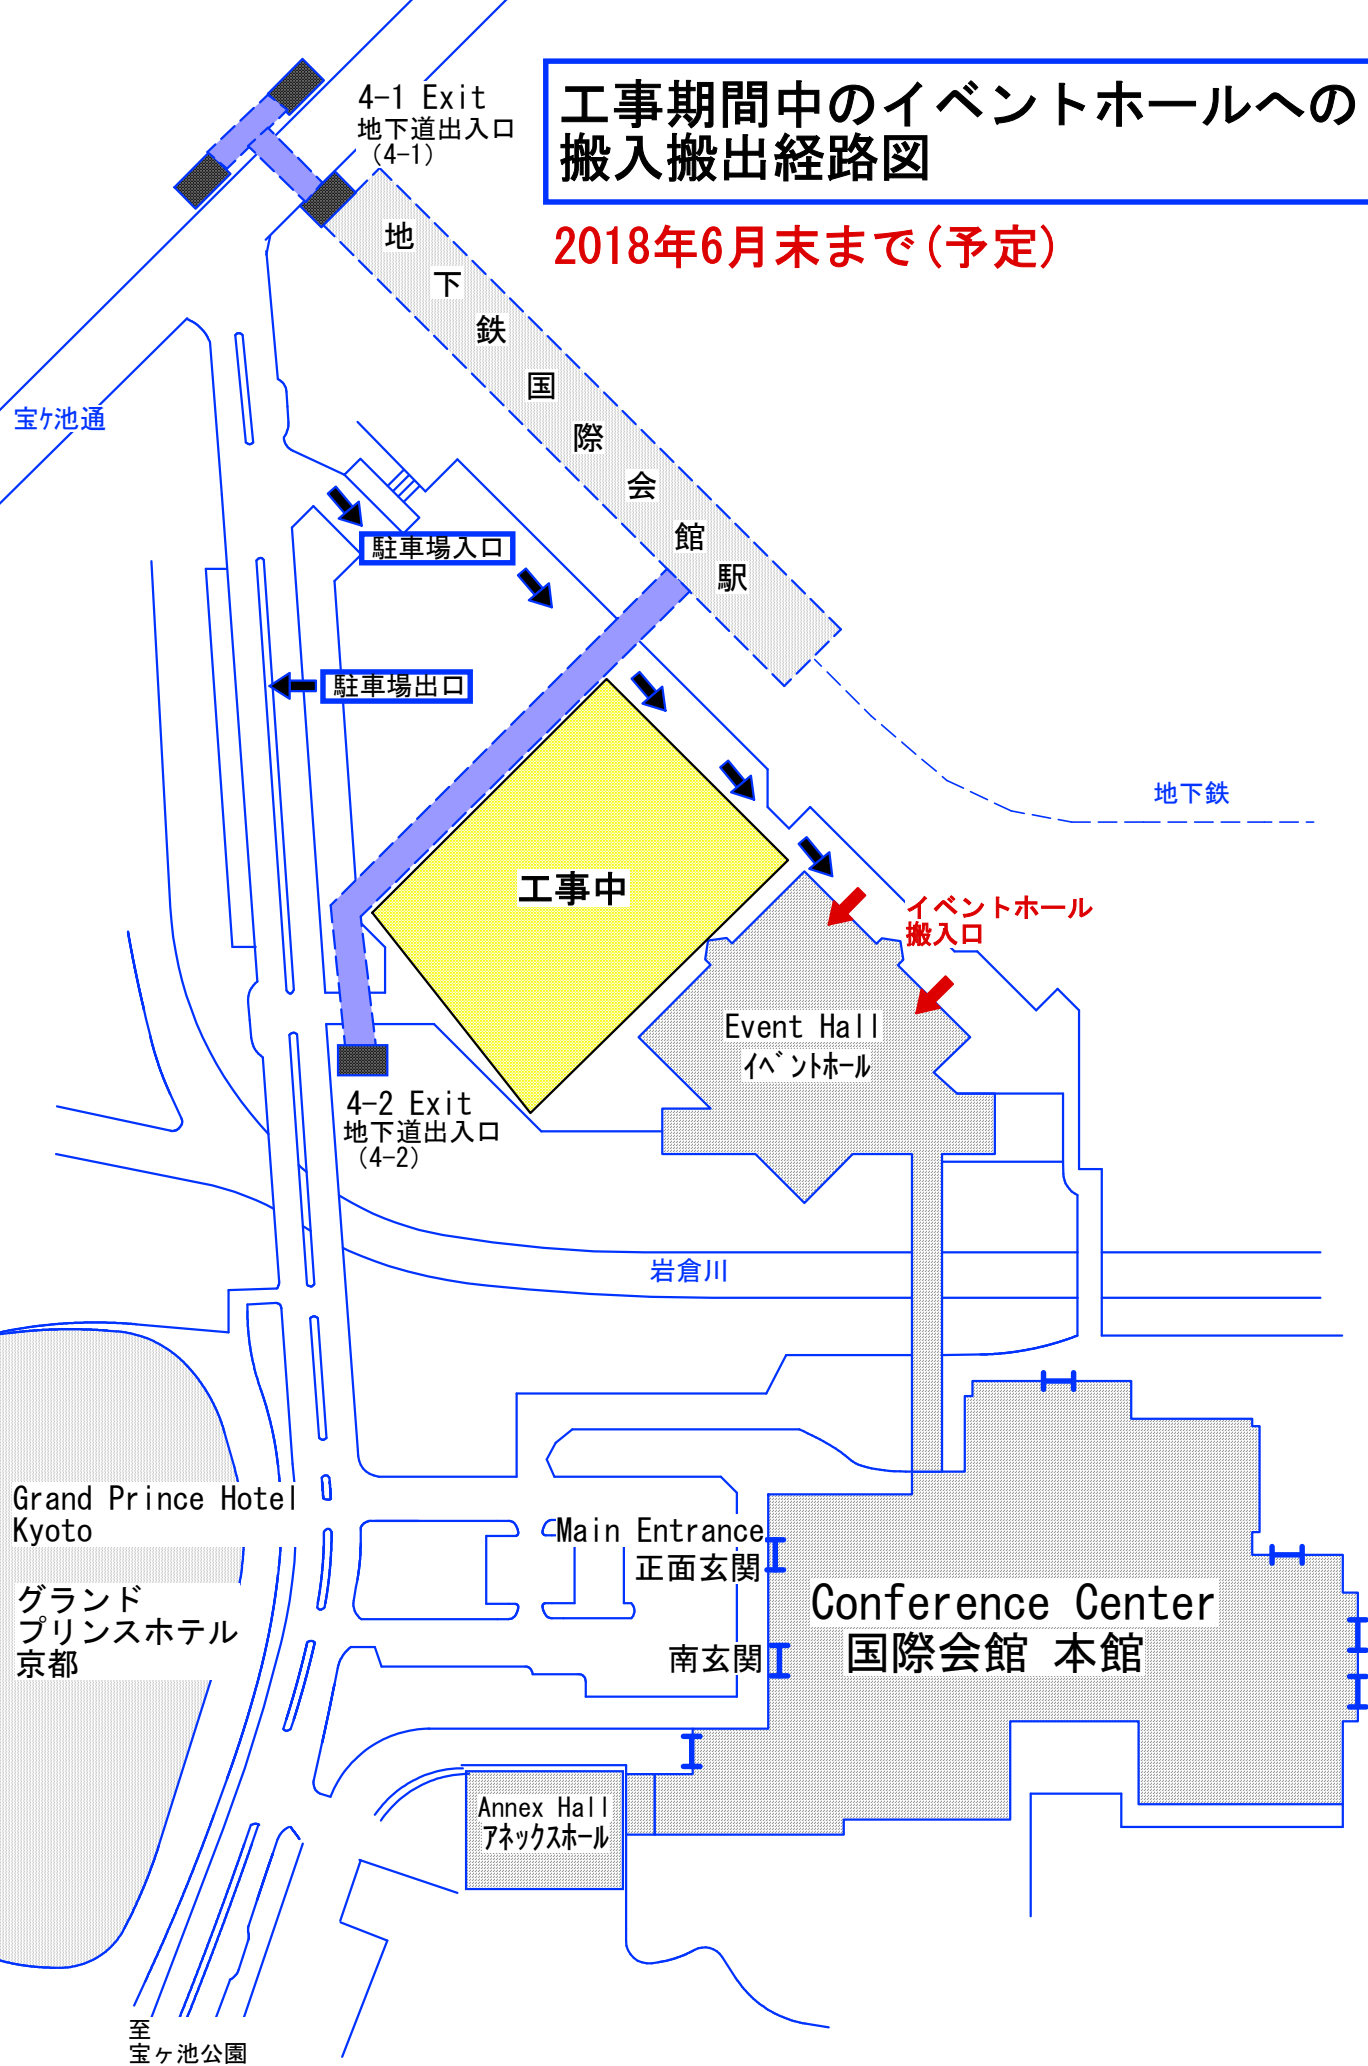 工事期間中のイベントホールへの
搬入搬出経路図
2018年6月末まで(予定)
4-1 Exit
地下道出入口
(4-1)
地下鉄国際会館駅
宝ケ池通
駐車場入口
駐車場出口
地下鉄
工事中
イベントホール
搬入口
Event Hall
イベントホール
4-2 Exit
地下道出入口
(4-2)
岩倉川
Grand Prince Hotel
Kyoto
グランド
プリンスホテル
京都
Main Entrance
正面玄関
南玄関
Conference Center
国際会館 本館
Annex Hall
アネックスホール
至
宝ヶ池公園